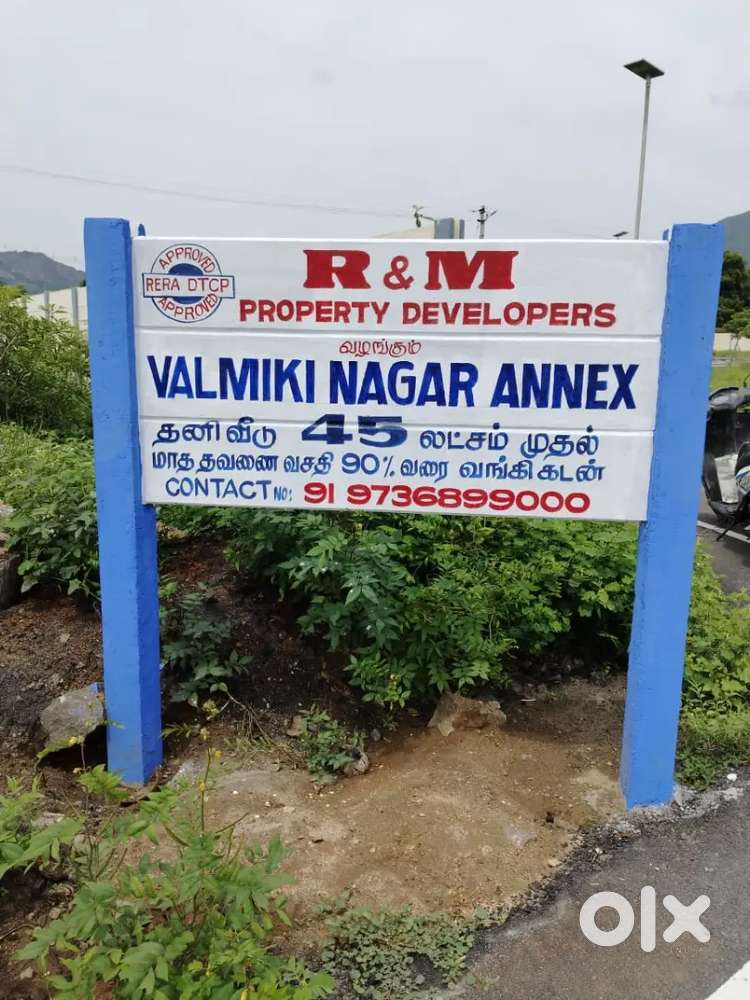 APPROVED
RERA DTCP
APPROVED
R & M
PROPERTY DEVELOPERS
வழங்கும்
VALMIKI NAGAR ANNEX
தனி வீடு 45 லட்சம் முதல்
மாத தவணை வசதி 90% வரை வங்கி கடன்
CONTACT NO: 91 9736899000
olx